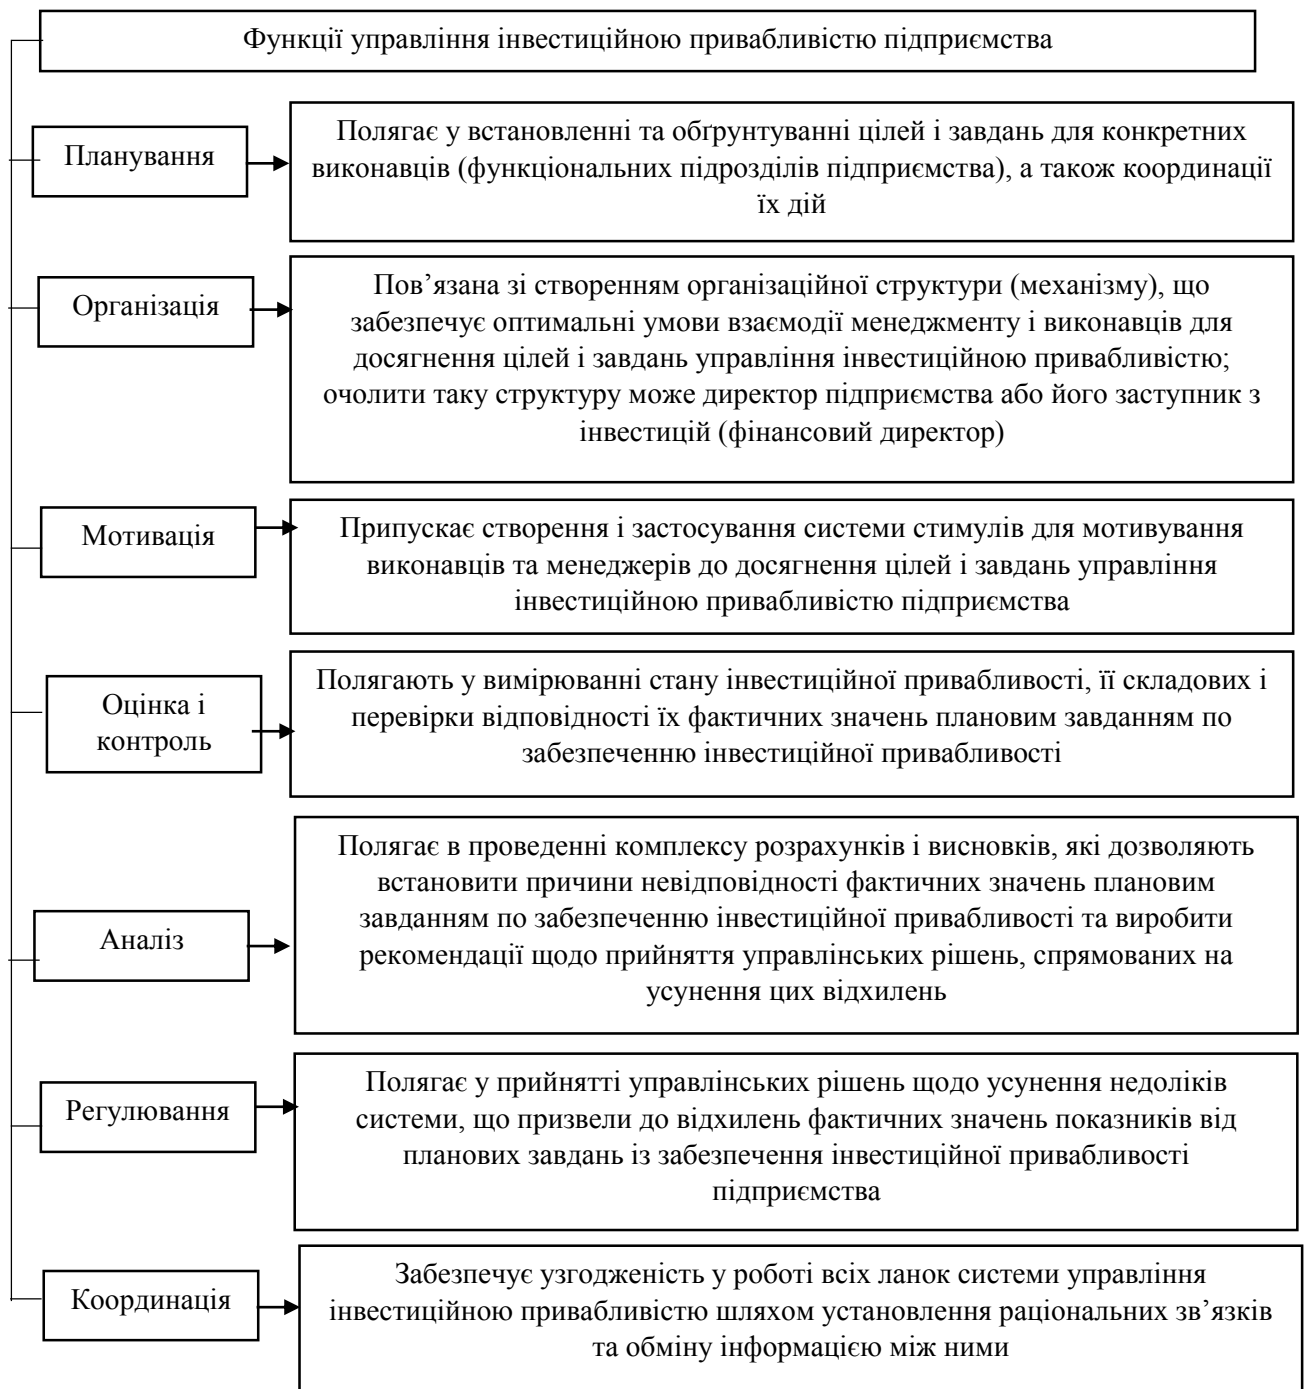 Функції управління інвестиційною привабливістю підприємства
Планування
Полягає у встановленні та обґрунтуванні цілей і завдань для конкретних
виконавців (функціональних підрозділів підприємства), а також координації
їх дій
Організація
Пов’язана зі створенням організаційної структури (механізму), що
забезпечує оптимальні умови взаємодії менеджменту і виконавців для
досягнення цілей і завдань управління інвестиційною привабливістю;
очолити таку структуру може директор підприємства або його заступник з
інвестицій (фінансовий директор)
Мотивація
Припускає створення і застосування системи стимулів для мотивування
виконавців та менеджерів до досягнення цілей і завдань управління
інвестиційною привабливістю підприємства
Оцінка і
контроль
Полягають у вимірюванні стану інвестиційної привабливості, її складових і
перевірки відповідності їх фактичних значень плановим завданням по
забезпеченню інвестиційної привабливості
Аналіз
Полягає в проведенні комплексу розрахунків і висновків, які дозволяють
встановити причини невідповідності фактичних значень плановим
завданням по забезпеченню інвестиційної привабливості та виробити
рекомендації щодо прийняття управлінських рішень, спрямованих на
усунення цих відхилень
Регулювання
Полягає у прийнятті управлінських рішень щодо усунення недоліків
системи, що призвели до відхилень фактичних значень показників від
планових завдань із забезпечення інвестиційної привабливості
підприємства
Координація
Забезпечує узгодженість у роботі всіх ланок системи управління
інвестиційною привабливістю шляхом установлення раціональних зв’язків
та обміну інформацією між ними